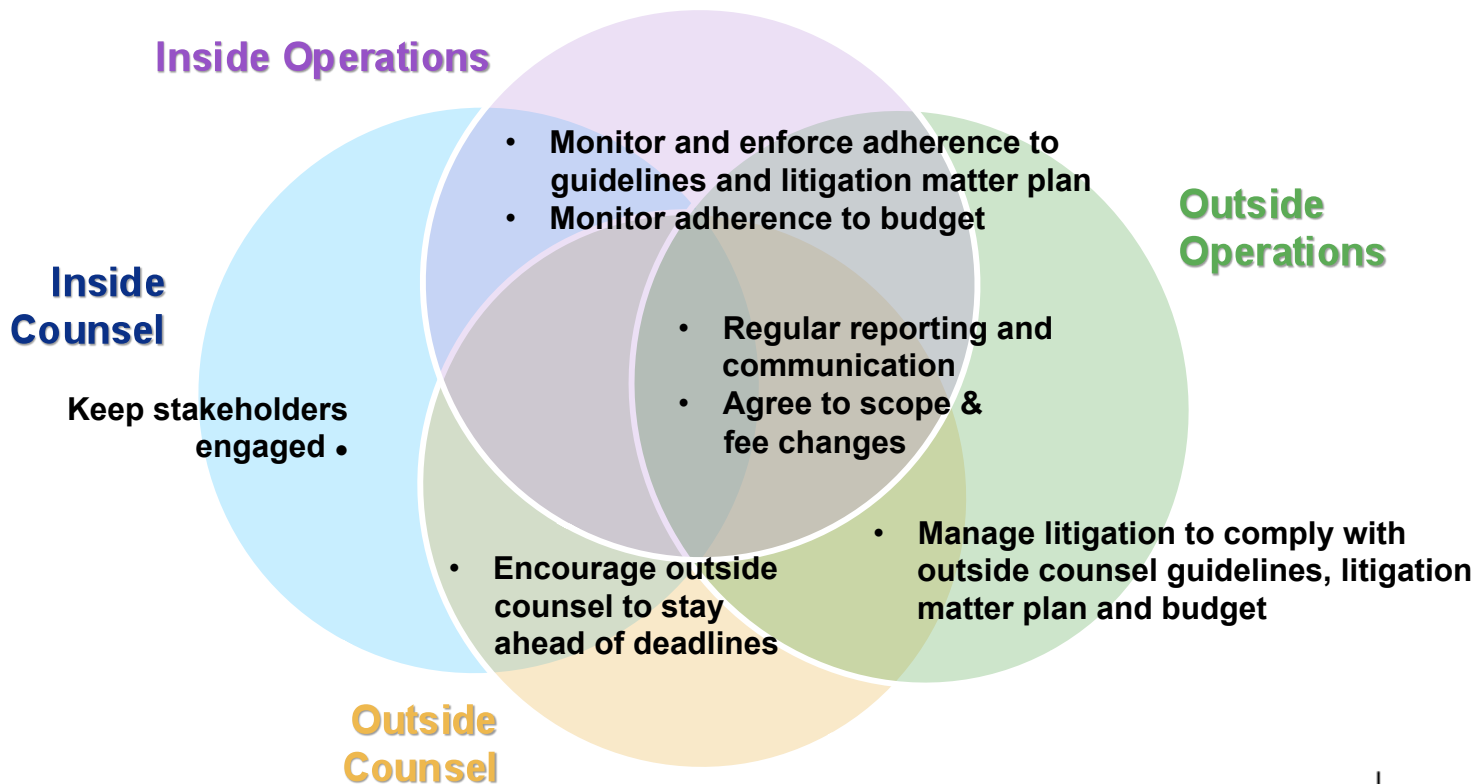 Inside Operations
• Monitor and enforce adherence to
guidelines and litigation matter plan
• Monitor adherence to budget
Outside
Operations
Inside
Counsel
• Regular reporting and
communication
• Agree to scope &
fee changes
Keep stakeholders
engaged •
• Manage litigation to comply with
outside counsel guidelines, litigation
matter plan and budget
• Encourage outside
counsel to stay
ahead of deadlines
Outside
Counsel